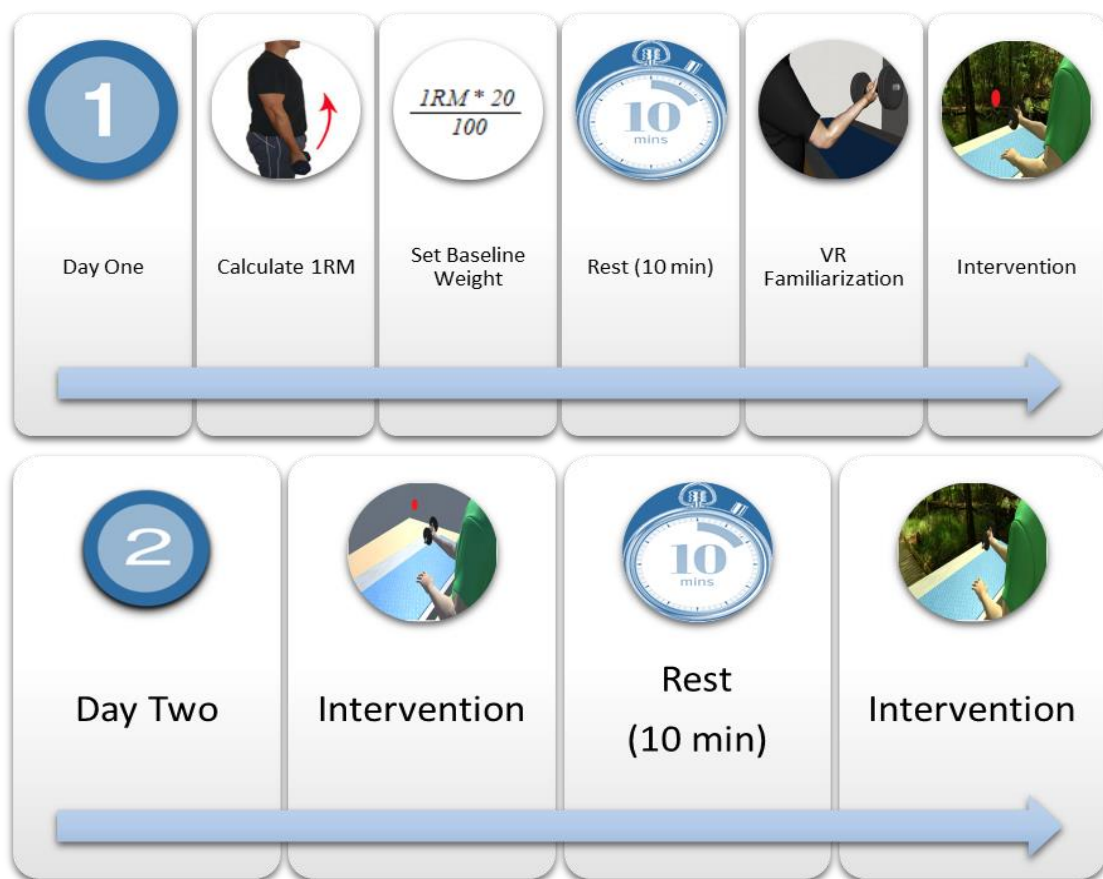 1
1RM * 20
100
10
mins
Day One
Calculate 1RM
Set Baseline
Weight
Rest (10 min)
VR
Familiarization
Intervention
2
10
mins
Day Two
Intervention
Rest
(10 min)
Intervention